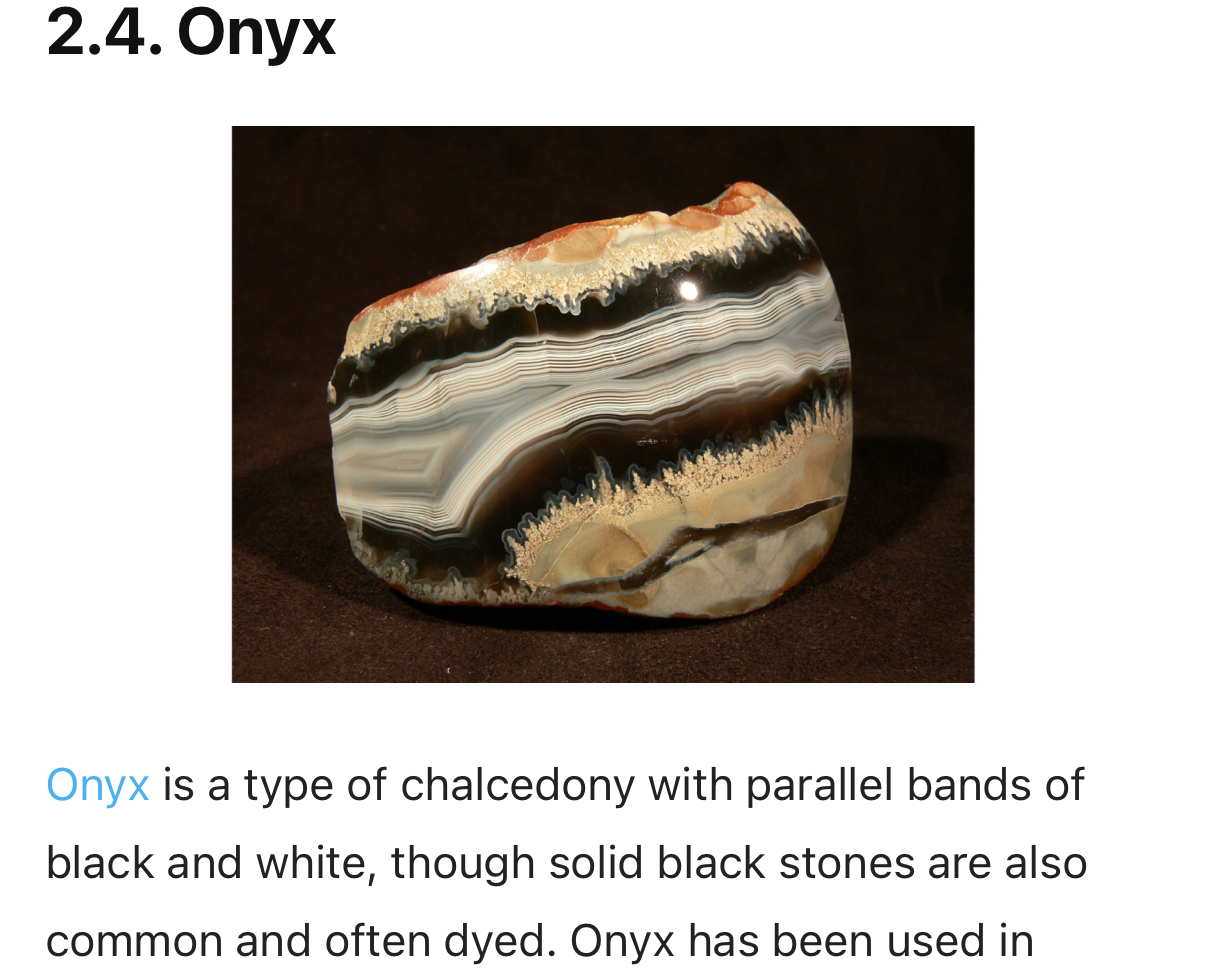 2.4. Onyx
Onyx is a type of chalcedony with parallel bands of
black and white, though solid black stones are also
common and often dyed. Onyx has been used in